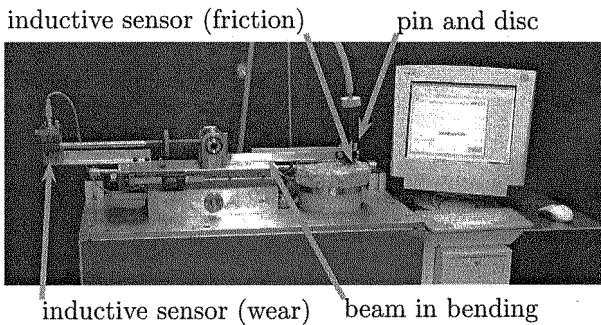 inductive sensor (friction) pin and disc
inductive sensor (wear) beam in bending